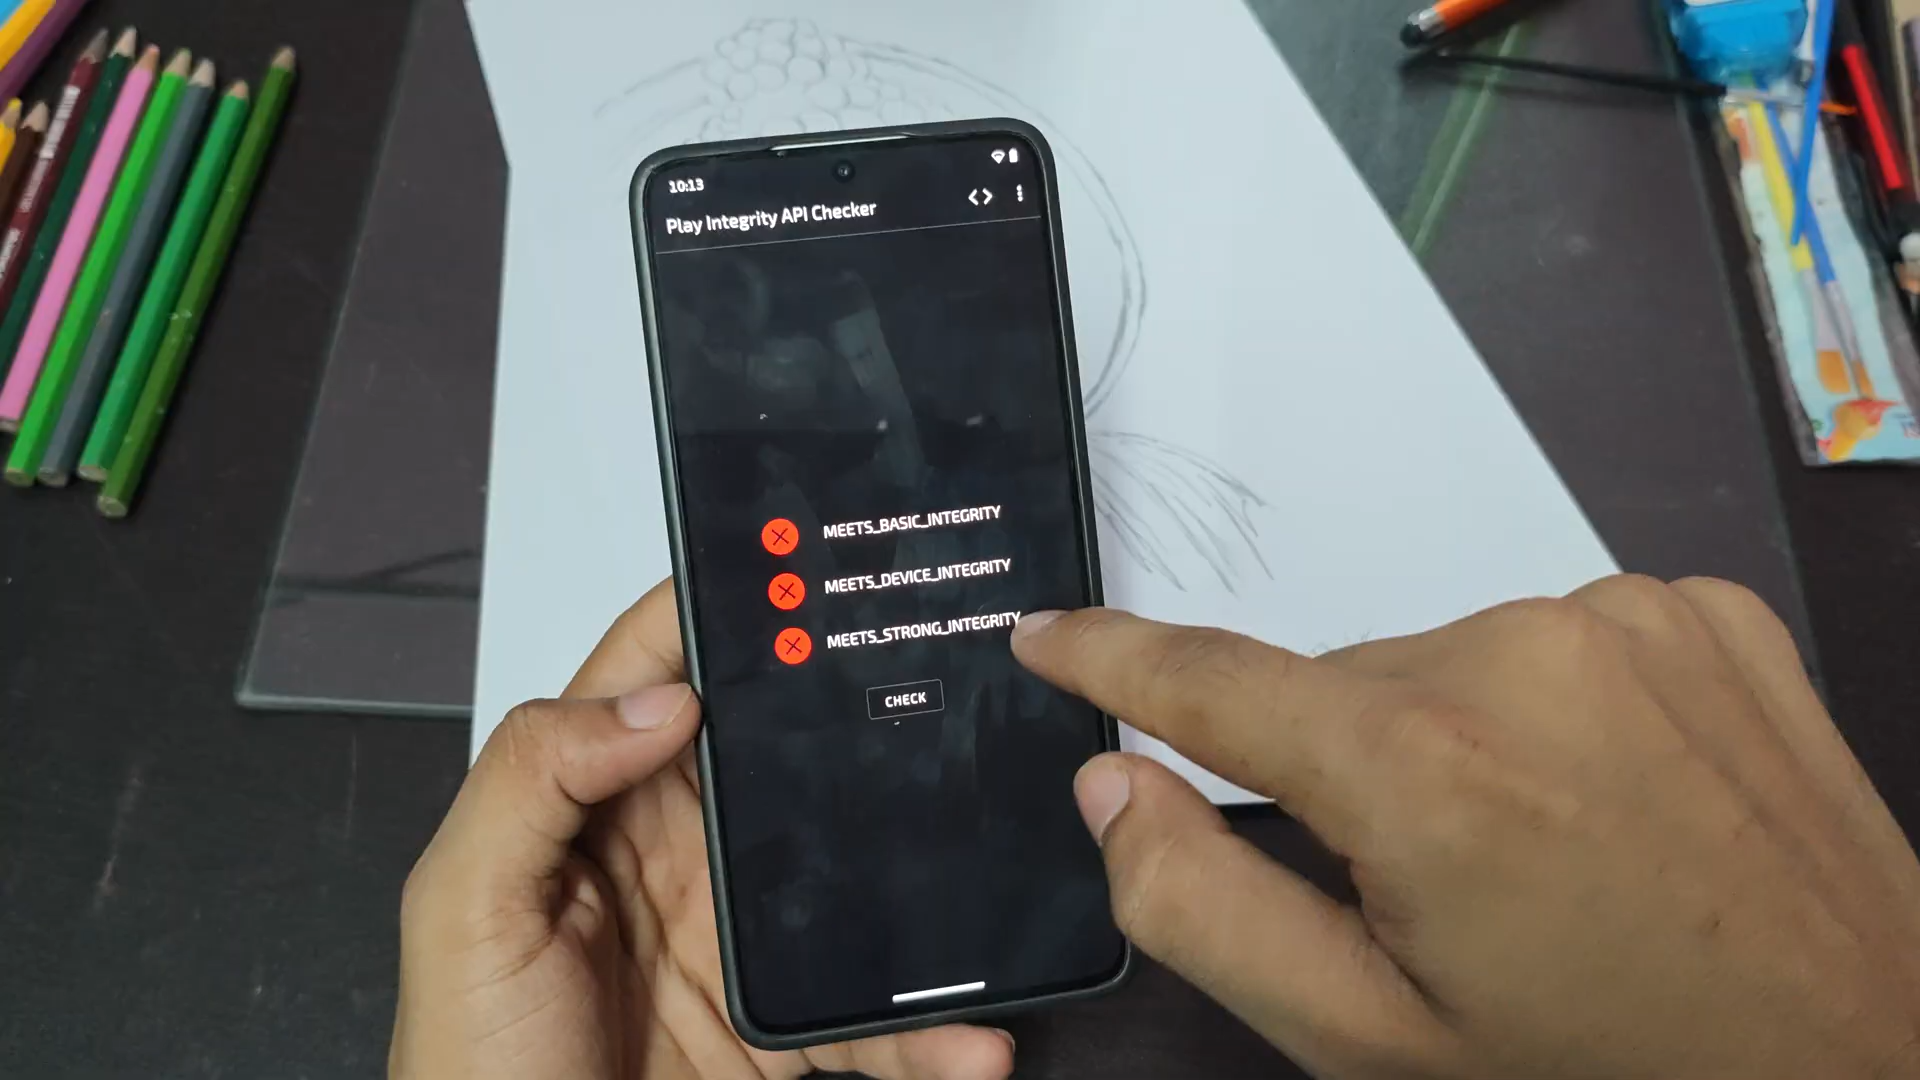 10:13
Play Integrity API Checker
MEETS_BASIC_INTEGRITY
MEETS_DEVICE_INTEGRITY
MEETS_STRONG_INTEGRITY
CHECK